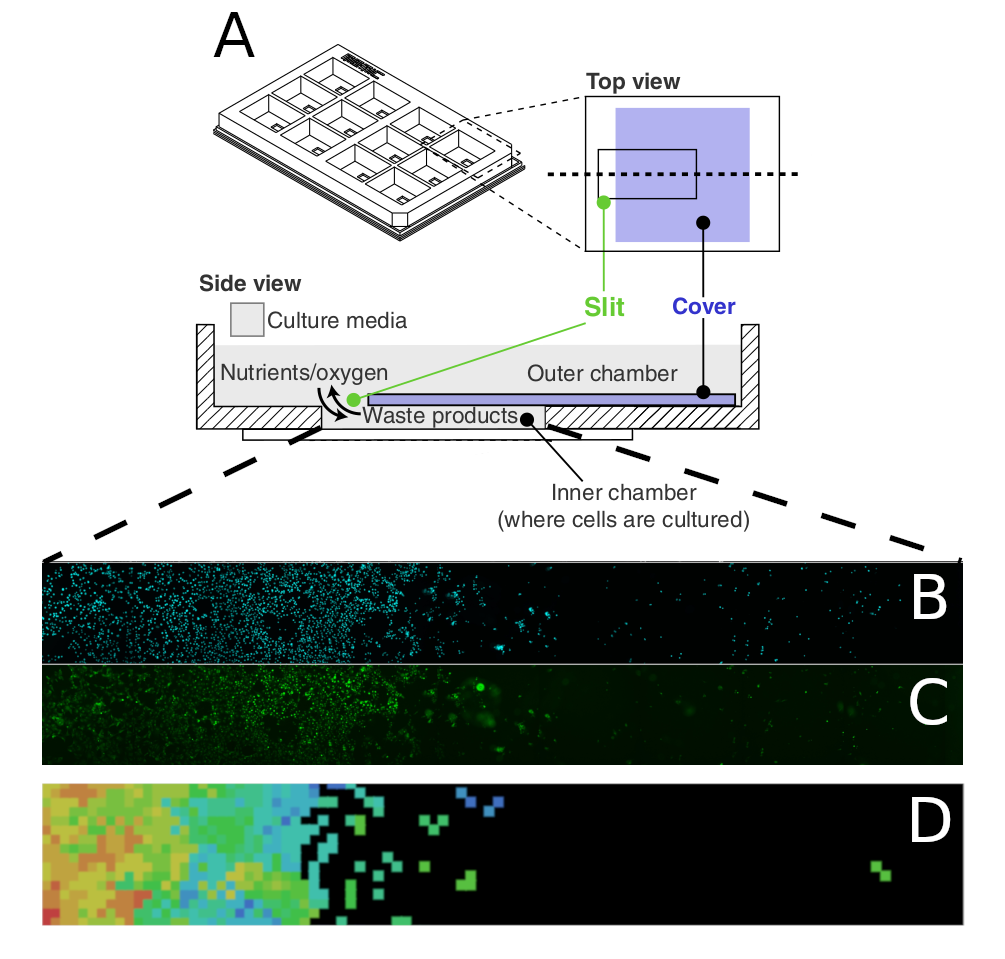 A
Top view
Side view
Culture media
Slit
Cover
Nutrients/oxygen
Outer chamber
Waste products
Inner chamber
(where cells are cultured)
B
C
D